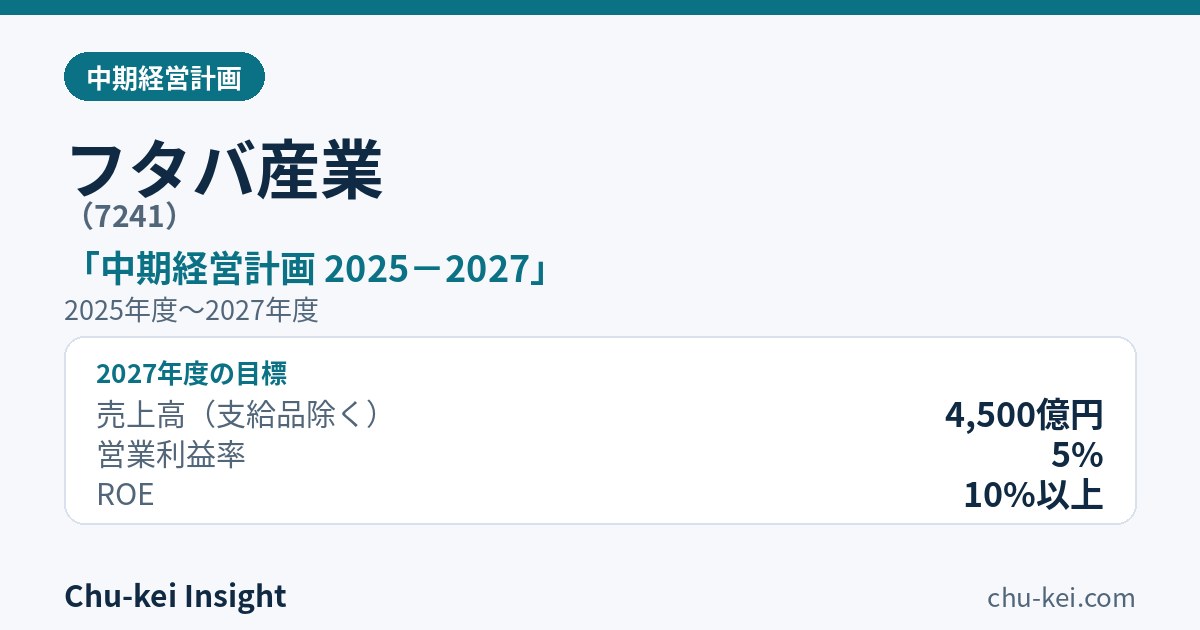 中期経営計画
フタバ産業
（7241）
「中期経営計画 2025－2027」
2025年度～2027年度
2027年度の目標
売上高（支給品除く） 4,500億円
営業利益率 5%
ROE 10%以上
Chu-kei Insight chu-kei.com